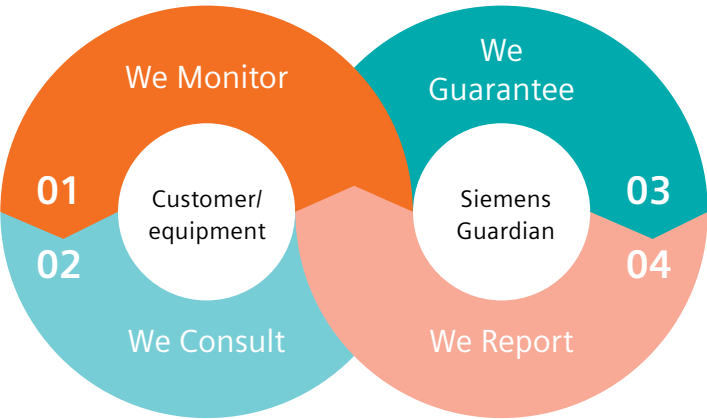 We Monitor
01
Customer/
equipment
02
We Consult
We
Guarantee
03
Siemens
Guardian
04
We Report